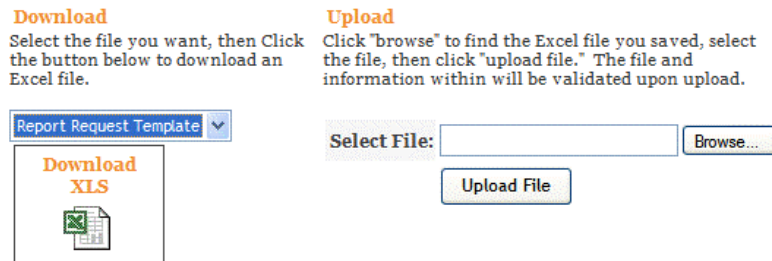 Download
Select the file you want, then Click
the button below to download an
Excel file.
Report Request Template
Download
XLS
Upload
Click "browse" to find the Excel file you saved, select
the file, then click "upload file." The file and
information within will be validated upon upload.
Select File:
Browse...
Upload File